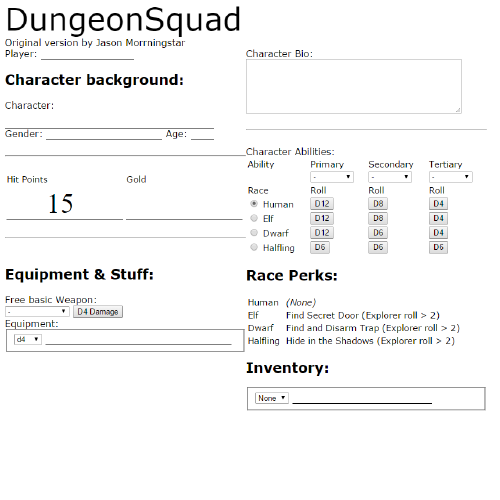 DungeonSquad
Original version by Jason Morrningstar
Player:
Character background:
Character:
Gender: Age:
Hit Points Gold
15
Equipment & Stuff:
Free basic Weapon:
- D4 Damage
Equipment:
d4
Character Bio:
Character Abilities:
Ability Primary Secondary Tertiary
- - -
Race Roll Roll Roll
Human D12 D8 D4
Elf D12 D8 D4
Dwarf D12 D6 D4
Halfling D6 D6 D6
Race Perks:
Human (None)
Elf Find Secret Door (Explorer roll > 2)
Dwarf Find and Disarm Trap (Explorer roll > 2)
Halfling Hide in the Shadows (Explorer roll > 2)
Inventory:
None